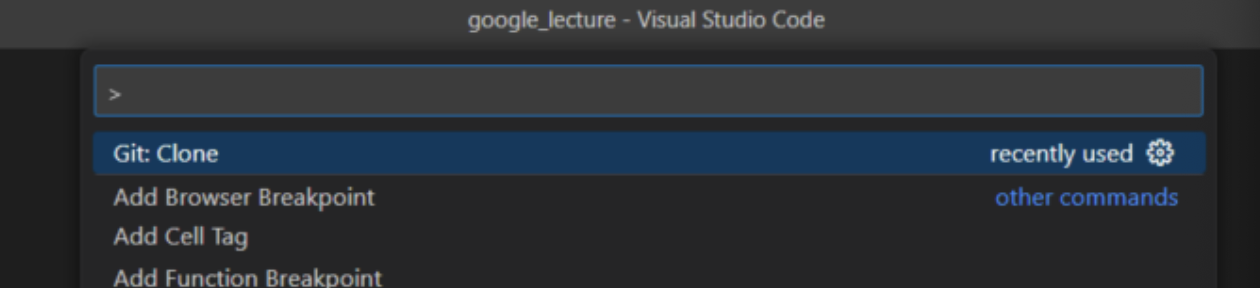 google_lecture - Visual Studio Code
>
Git: Clone recently used
Add Browser Breakpoint other commands
Add Cell Tag
Add Function Breakpoint